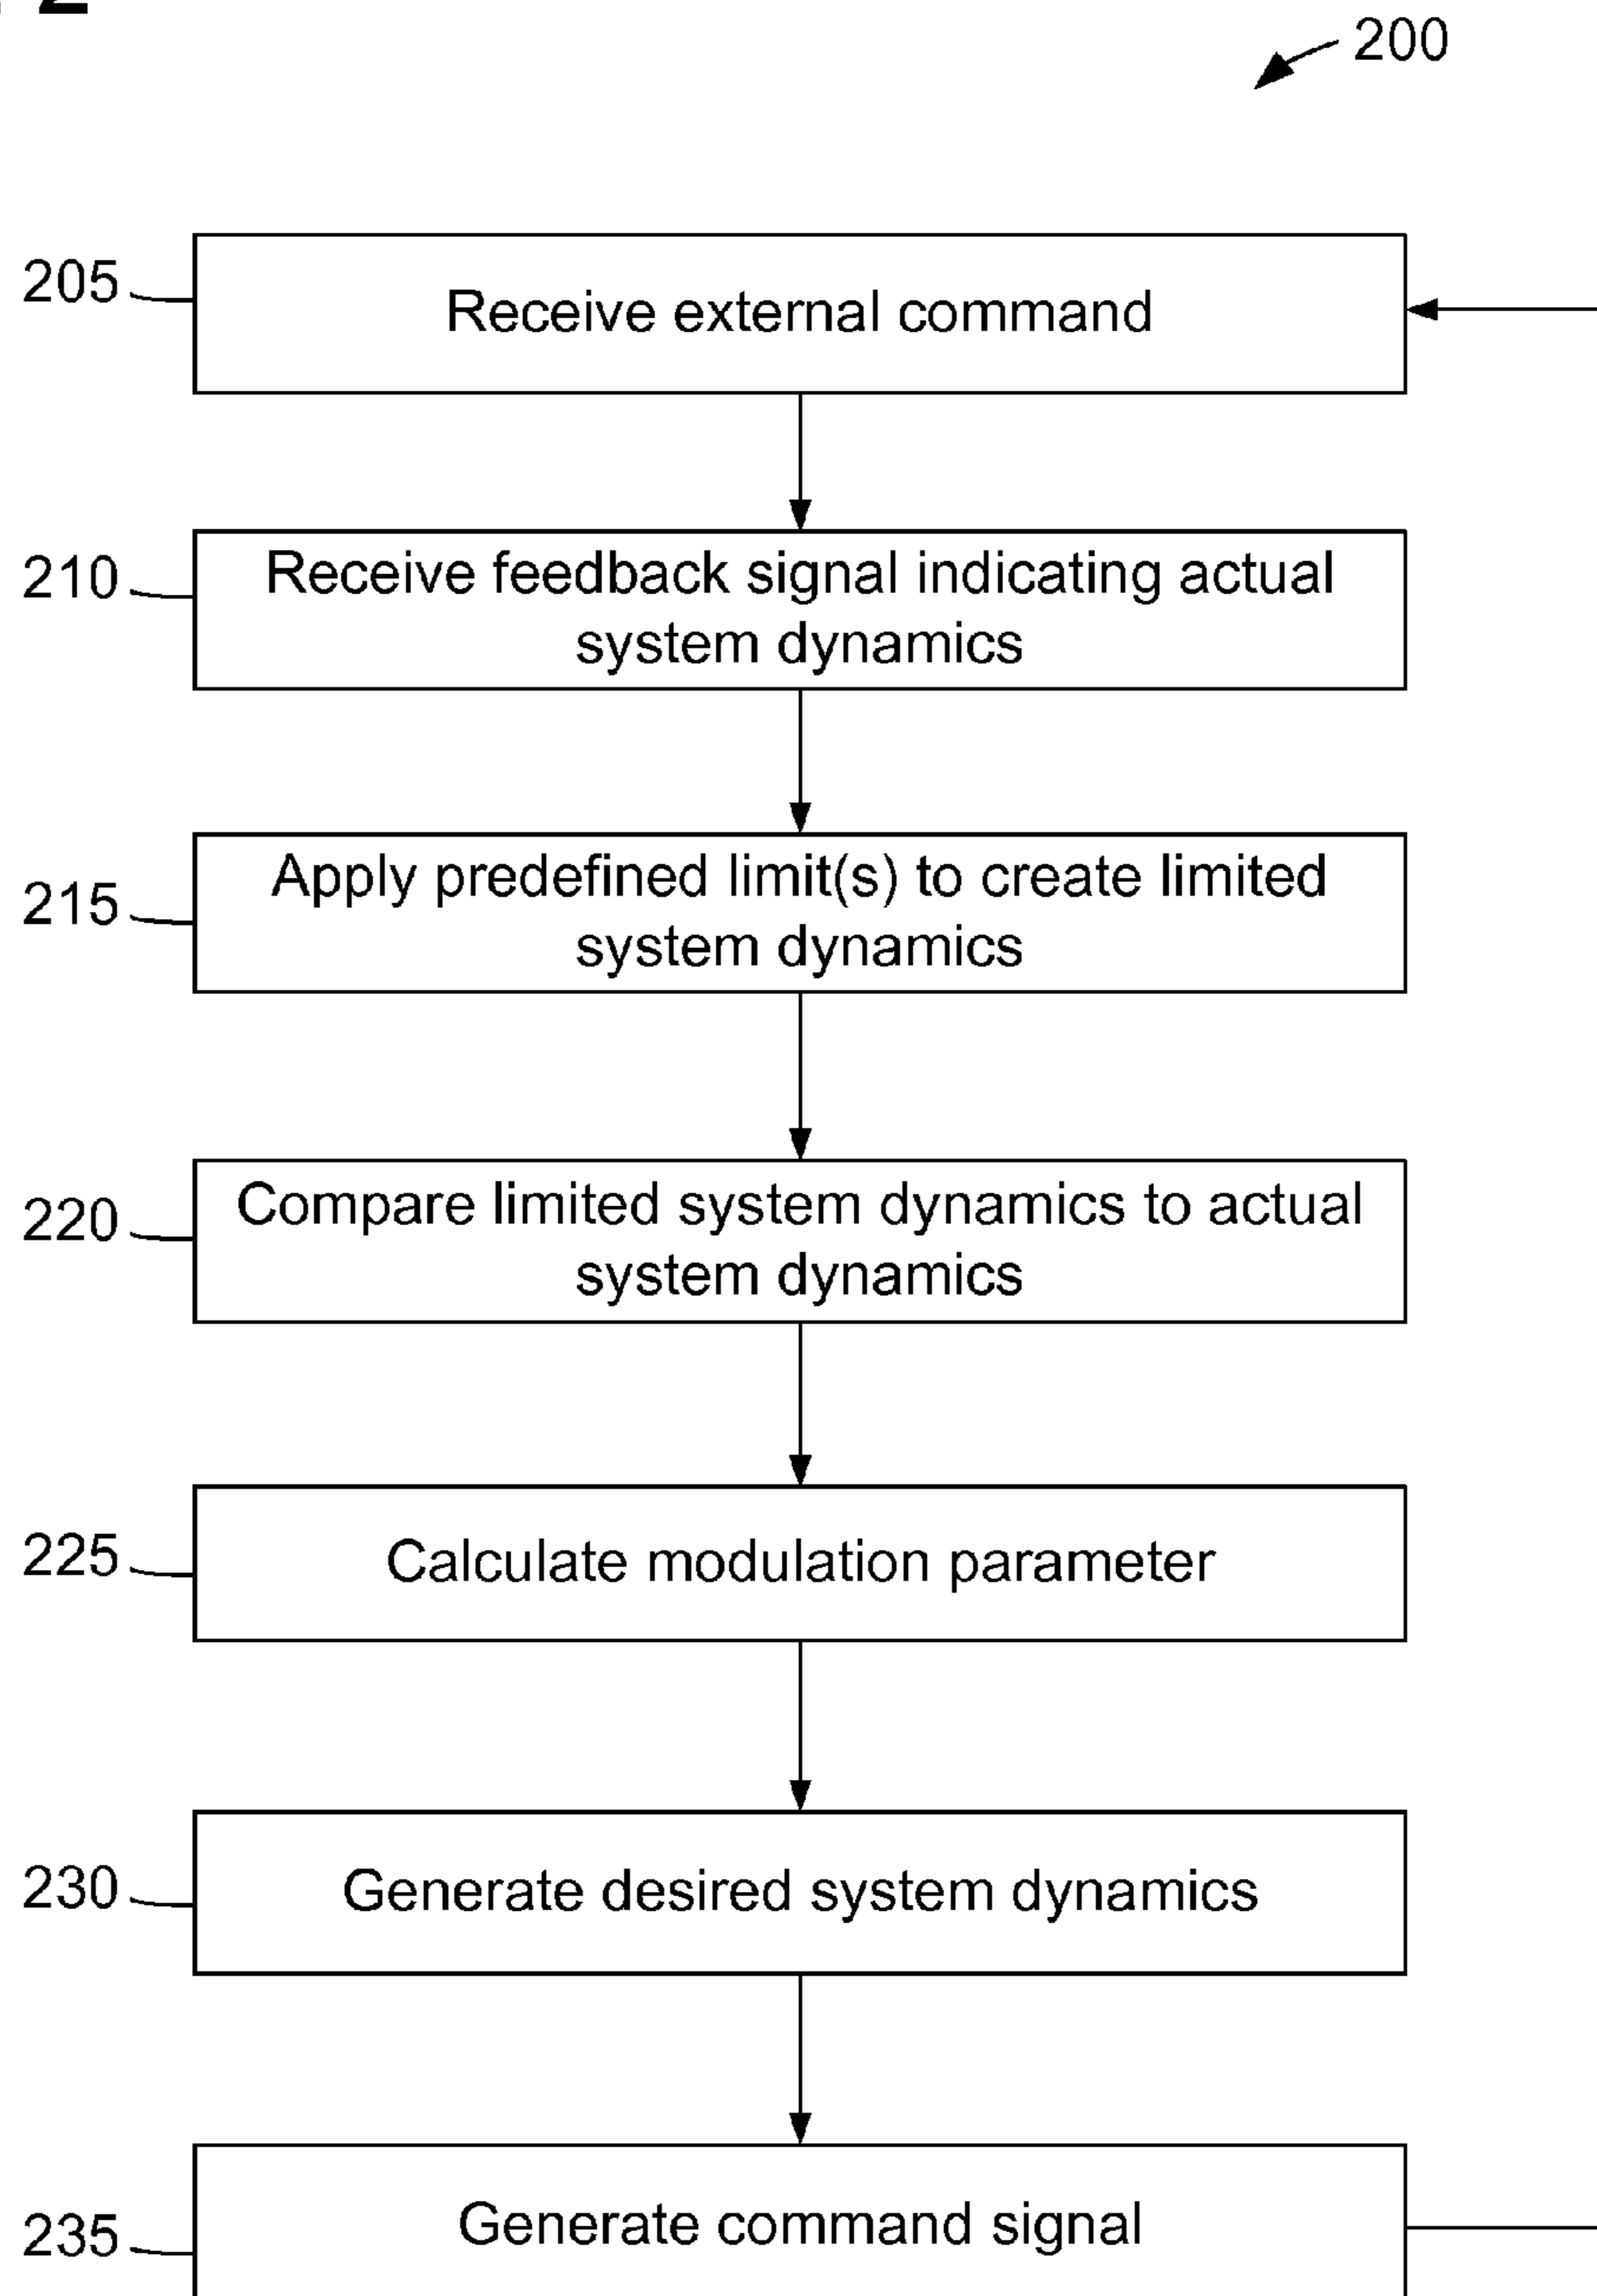 2
200
205
Receive external command
210
Receive feedback signal indicating actual
system dynamics
215
Apply predefined limit(s) to create limited
system dynamics
220
Compare limited system dynamics to actual
system dynamics
225
Calculate modulation parameter
230
Generate desired system dynamics
235
Generate command signal